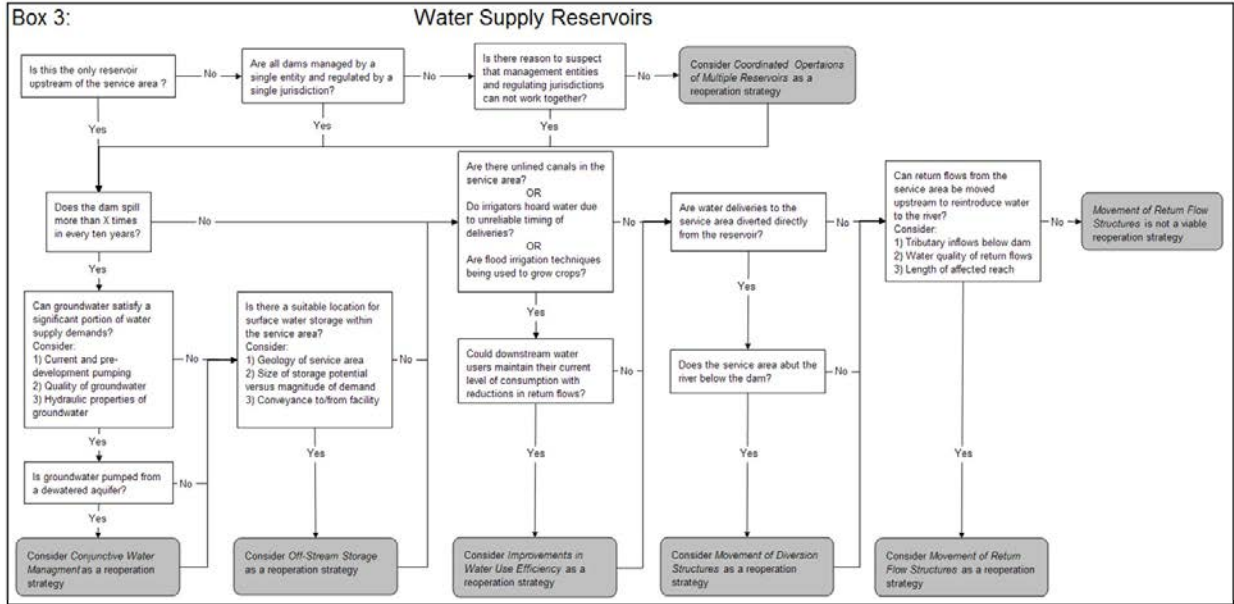 Box 3:
Water Supply Reservoirs
Is this the only reservoir
upstream of the service area ?
No
Are all dams managed by a
single entity and regulated by a
single jurisdiction?
No
Is there reason to suspect
that management entities
and regulating jurisdictions
can not work together?
No
Consider Coordinated Opertaions
of Multiple Reservoirs as a
reoperation strategy
Yes
Yes
Yes
Does the dam spill
more than X times
in every ten years?
No
Are there unlined canals in the
service area?
OR
Do irrigators hoard water due
to unreliable timing of
deliveries?
OR
Are flood irrigation techniques
being used to grow crops?
No
Are water deliveries to the
service area diverted directly
from the reservoir?
No
Can return flows from the
service area be moved
upstream to reintroduce water
to the river?
Consider:
1) Tributary inflows below dam
2) Water quality of return flows
3) Length of affected reach
No
Movement of Return Flow
Structures is not a viable
reoperation strategy
Yes
Yes
Yes
Can groundwater satisfy a
significant portion of water
supply demands?
Consider:
1) Current and pre-
development pumping
2) Quality of groundwater
3) Hydraulic properties of
groundwater
No
Is there a suitable location for
surface water storage within
the service area?
Consider:
1) Geology of service area
2) Size of storage potential
versus magnitude of demand
3) Conveyance to/from facility
No
Could downstream water
users maintain their current
level of consumption with
reductions in return flows?
No
Does the service area abut the
river below the dam?
No
Yes
Yes
Yes
Yes
Yes
Is groundwater pumped from
a dewatered aquifer?
No
Yes
Consider Conjunctive Water
Managment as a reoperation
strategy
Consider Off-Stream Storage
as a reoperation strategy
Consider Improvements in
Water Use Efficiency as a
reoperation strategy
Consider Movement of Diversion
Structures as a reoperation
strategy
Consider Movement of Return
Flow Structures as a reoperation
strategy